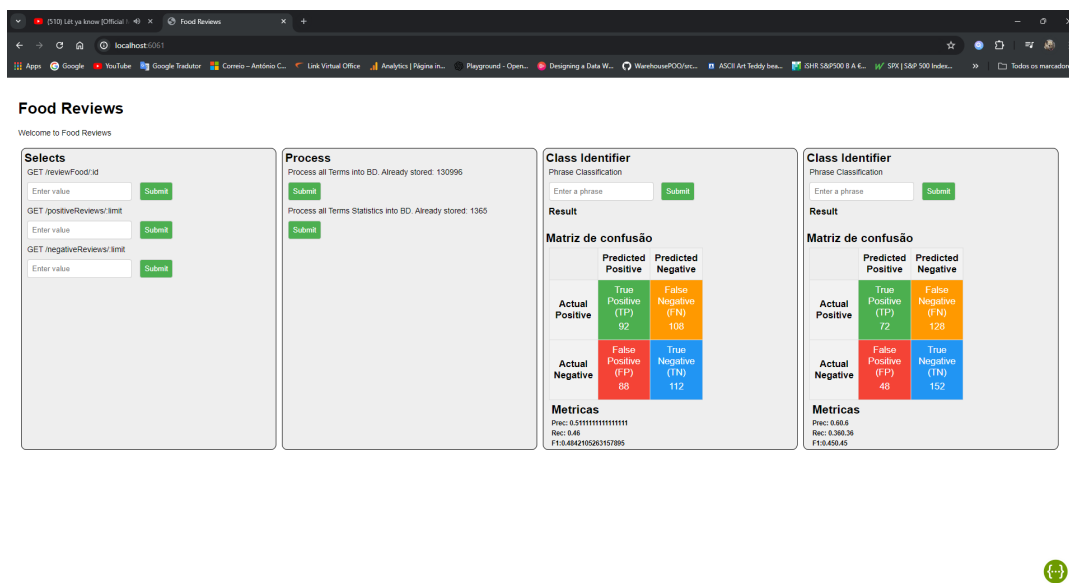 (510) Lët ya know [Official
Food Reviews
localhost:6061
Apps
Google
YouTube
Google Tradutor
Correio – António C...
Link Virtual Office
Analytics | Página in...
Playground - Open...
Designing a Data W...
WarehousePOO/src...
ASCII Art Teddy bea...
iSHR S&P500 B A €...
SPX | S&P 500 Index...
»
Todos os marcadore
Food Reviews
Welcome to Food Reviews
Selects
GET /reviewFood/:id
Enter value
Submit
GET /positiveReviews/:limit
Enter value
Submit
GET /negativeReviews/:limit
Enter value
Submit
Process
Process all Terms into BD. Already stored: 130996
Submit
Process all Terms Statistics into BD. Already stored: 1365
Submit
Class Identifier
Phrase Classification
Enter a phrase
Submit
Result
Matriz de confusão
Predicted Positive
Predicted Negative
Actual Positive
True Positive (TP) 92
False Negative (FN) 108
Actual Negative
False Positive (FP) 88
True Negative (TN) 112
Metricas
Prec: 0.5111111111111111
Rec: 0.46
F1:0.4842105263157895
Class Identifier
Phrase Classification
Enter a phrase
Submit
Result
Matriz de confusão
Predicted Positive
Predicted Negative
Actual Positive
True Positive (TP) 72
False Negative (FN) 128
Actual Negative
False Positive (FP) 48
True Negative (TN) 152
Metricas
Prec: 0.60.6
Rec: 0.360.36
F1:0.450.45
{···}